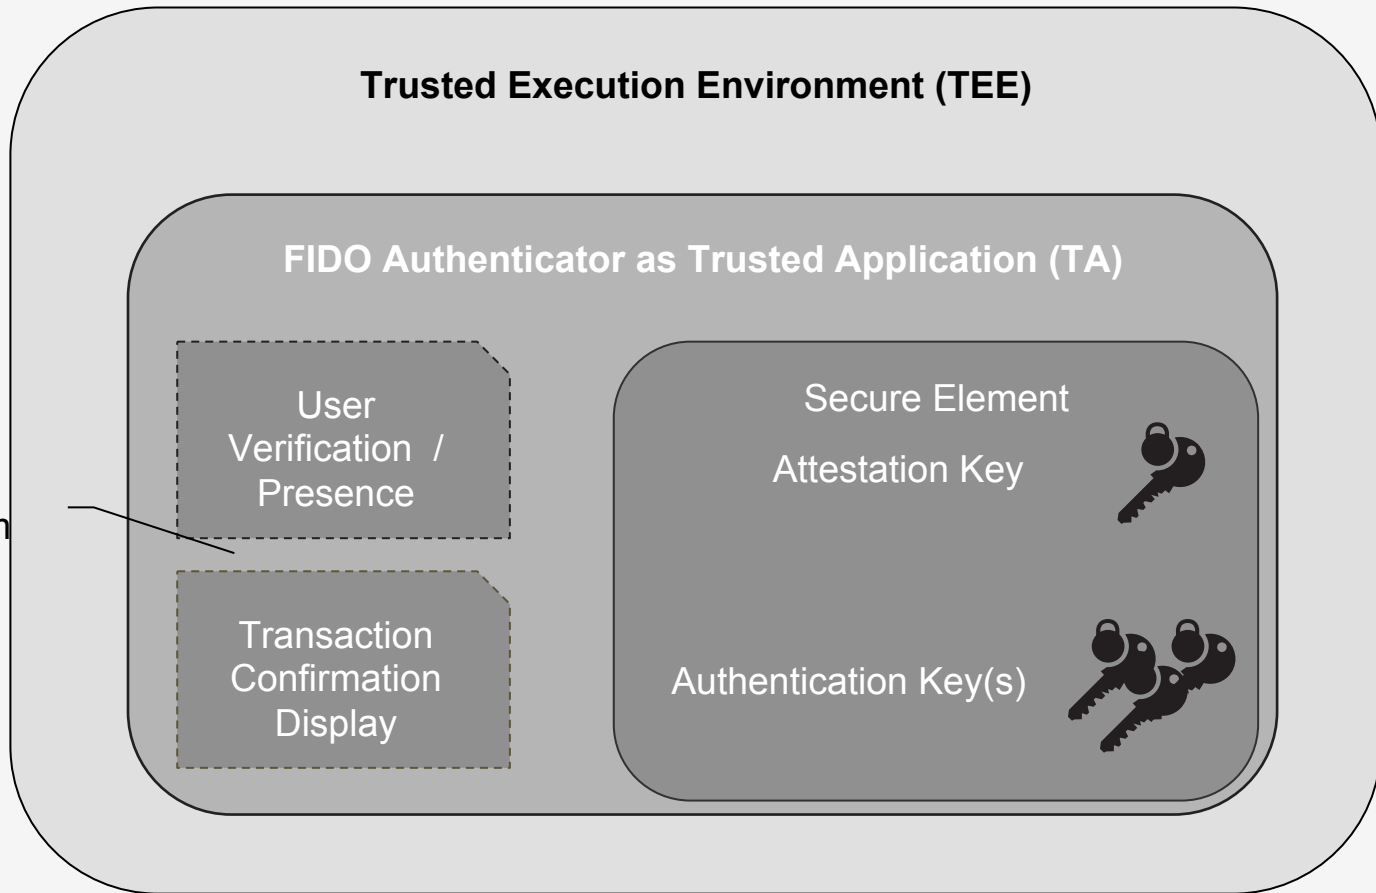 Trusted Execution Environment (TEE)
FIDO Authenticator as Trusted Application (TA)
User
Verification /
Presence
Secure Element
Attestation Key
Transaction
Confirmation
Display
Authentication Key(s)